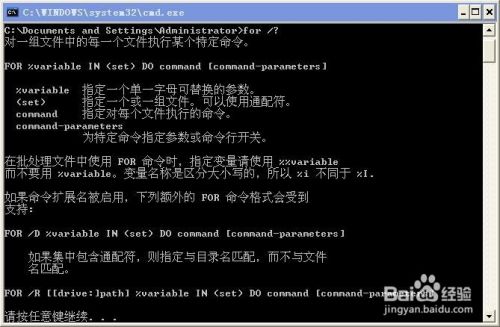 C:\WINDOWS\system32\cmd.exe
C:\Documents and Settings\Administrator>for /?
对一组文件中的每一个文件执行某个特定命令。
FOR %variable IN (set) DO command [command-parameters]
%variable 指定一个单一字母可替换的参数。
(set) 指定一个或一组文件。可以使用通配符。
command 指定对每个文件执行的命令。
command-parameters
为特定命令指定参数或命令行开关。
在批处理文件中使用 FOR 命令时，指定变量请使用 %%variable
而不要用 %variable。变量名称是区分大小写的，所以 %i 不同于 %I.
如果命令扩展名被启用，下列额外的 FOR 命令格式会受到
支持:
FOR /D %variable IN (set) DO command [command-parameters]
如果集中包含通配符，则指定与目录名匹配，而不与文件
名匹配。
FOR /R [[drive:]path] %variable IN (set) DO command [command-parameters]
请按任意键继续. . .
Bai 经验
jingyan.baidu.com